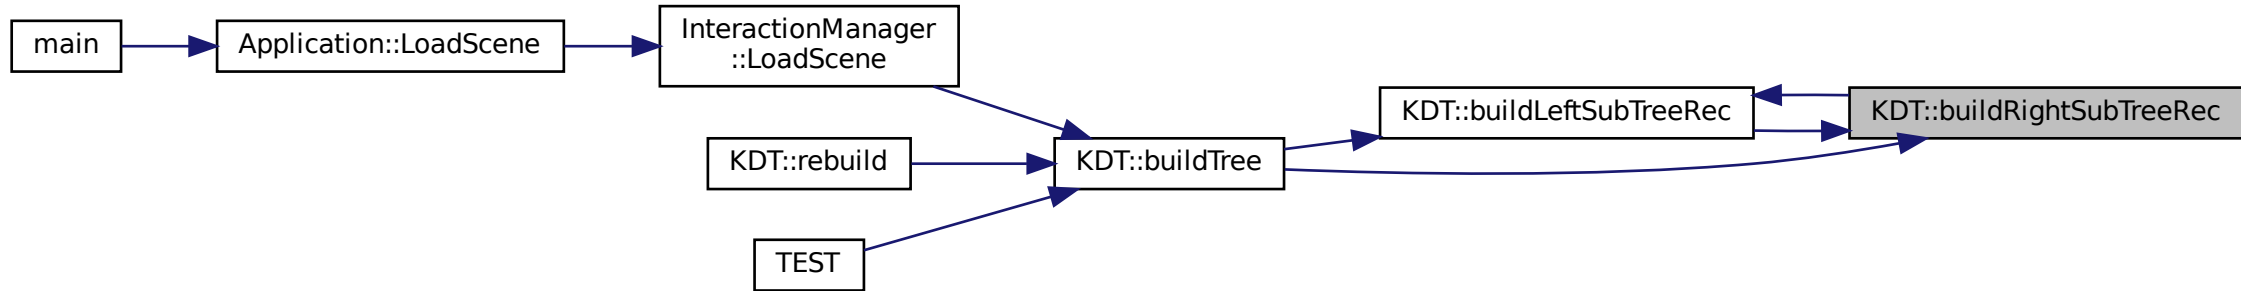 main
Application::LoadScene
InteractionManager
::LoadScene
KDT::rebuild
TEST
KDT::buildTree
KDT::buildLeftSubTreeRec
KDT::buildRightSubTreeRec